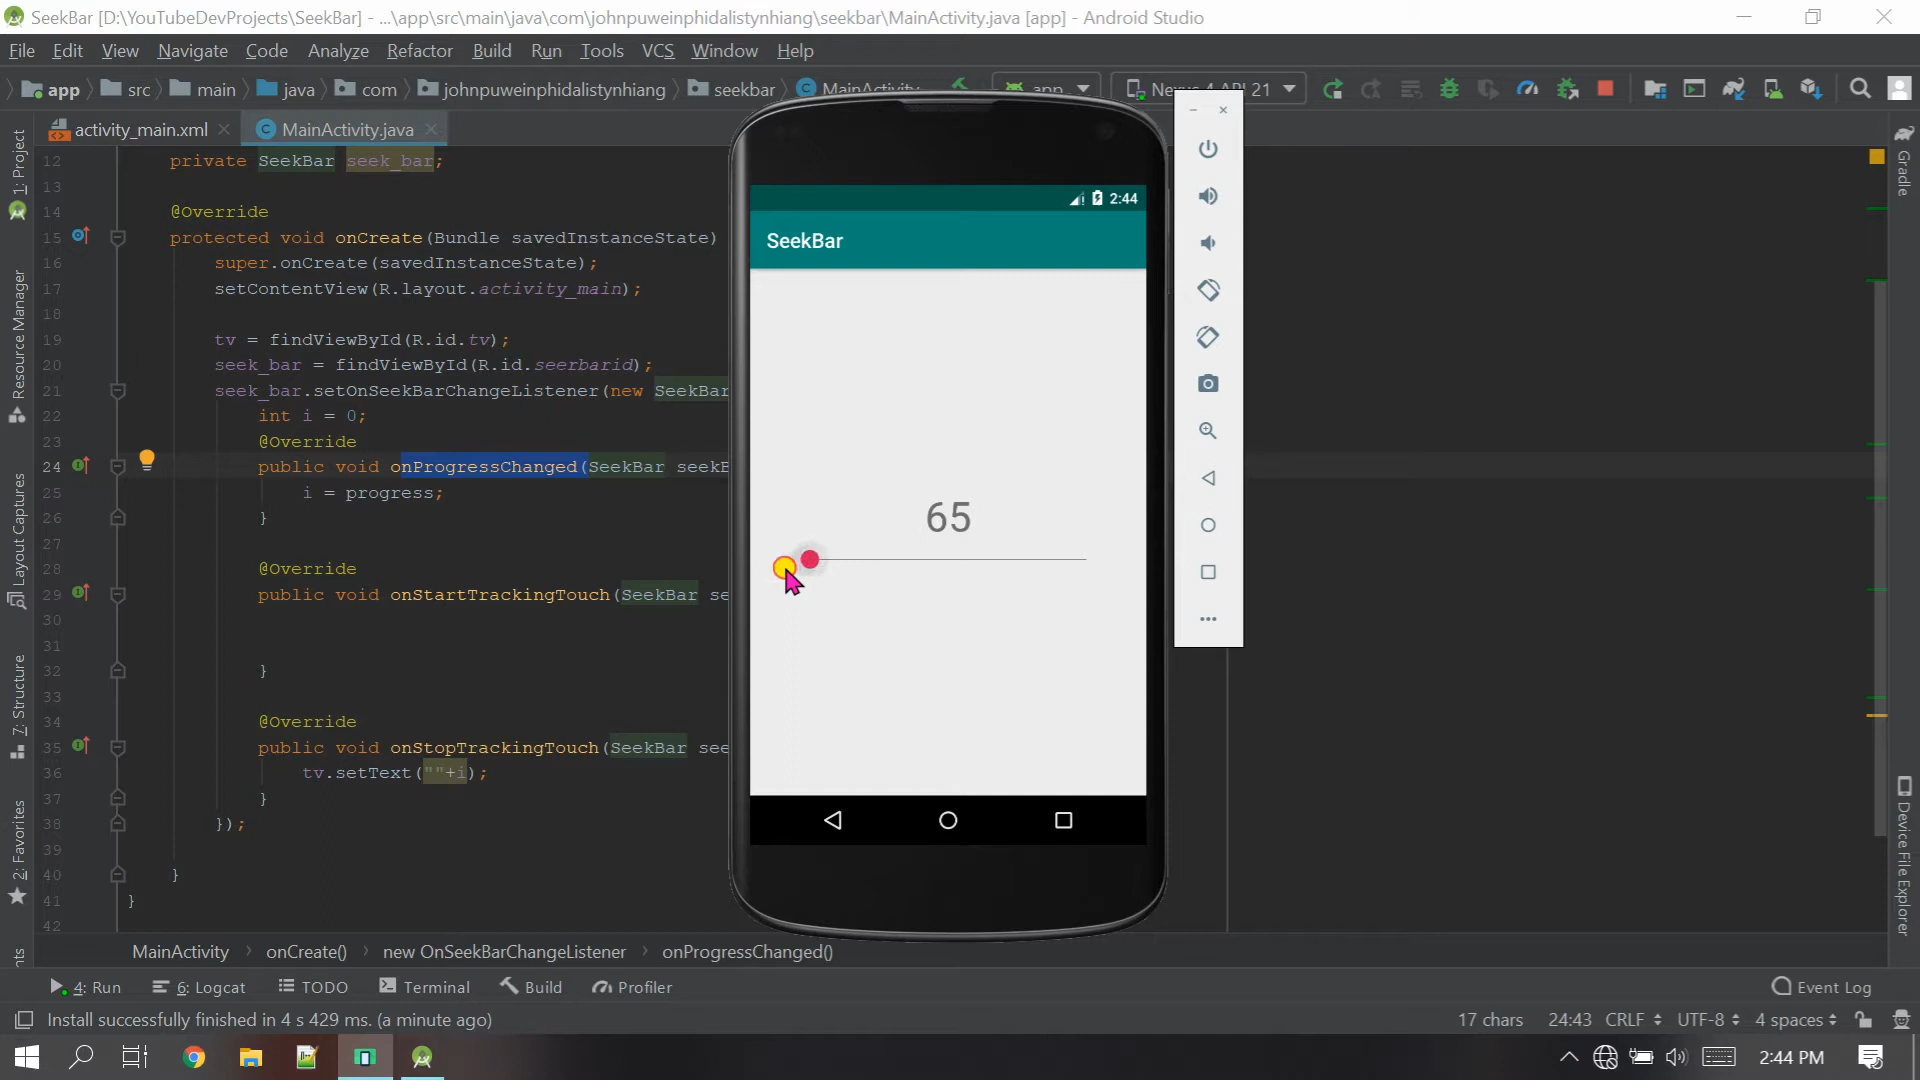 SeekBar [D:\YouTubeDevProjects\SeekBar] - ...\app\src\main\java\com\johnpuweinphidalistynhiang\seekbar\MainActivity.java [app] - Android Studio
File Edit View Navigate Code Analyze Refactor Build Run Tools VCS Window Help
app src main java com johnpuweinphidalistynhiang seekbar MainActivity app Nexus 4 API 21
activity_main.xml MainActivity.java
12 private SeekBar seek_bar;
13
14 @Override
15 protected void onCreate(Bundle savedInstanceState)
16 super.onCreate(savedInstanceState);
17 setContentView(R.layout.activity_main);
18
19 tv = findViewById(R.id.tv);
20 seek_bar = findViewById(R.id.seerbarid);
21 seek_bar.setOnSeekBarChangeListener(new SeekBar
22 int i = 0;
23 @Override
24 public void onProgressChanged(SeekBar seekB
25 i = progress;
26 }
27
28 @Override
29 public void onStartTrackingTouch(SeekBar se
30
31
32 }
33
34 @Override
35 public void onStopTrackingTouch(SeekBar see
36 tv.setText(""+i);
37 }
38 });
39
40 }
41 }
42
1: Project
Resource Manager
Layout Captures
7: Structure
2: Favorites
2:44
SeekBar
65
Gradle
Device File Explorer
MainActivity onCreate() new OnSeekBarChangeListener onProgressChanged()
4: Run 6: Logcat TODO Terminal Build Profiler Event Log
Install successfully finished in 4 s 429 ms. (a minute ago) 17 chars 24:43 CRLF UTF-8 4 spaces
2:44 PM